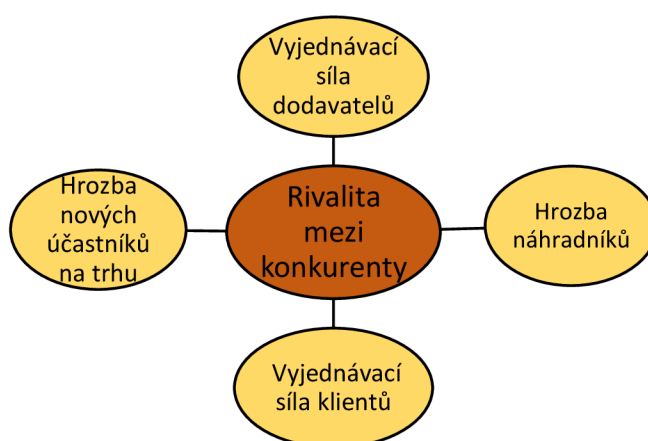 Vyjednávací
síla
dodavatelů
Hrozba
nových
účastníků
na trhu
Rivalita
mezi
konkurenty
Hrozba
náhradníků
Vyjednávací
síla klientů